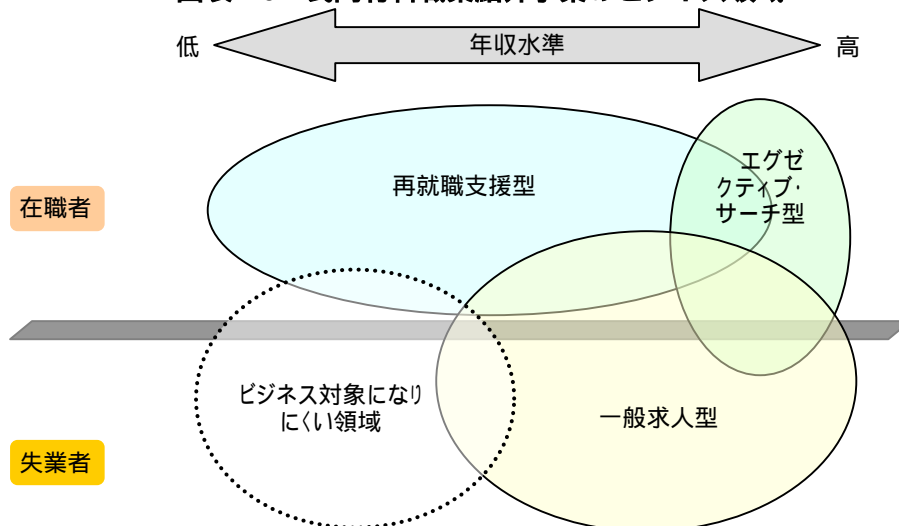 低
年収水準
高
エグゼ
クティブ・
サーチ型
再就職支援型
在職者
ビジネス対象になり
にくい領域
一般求人型
失業者